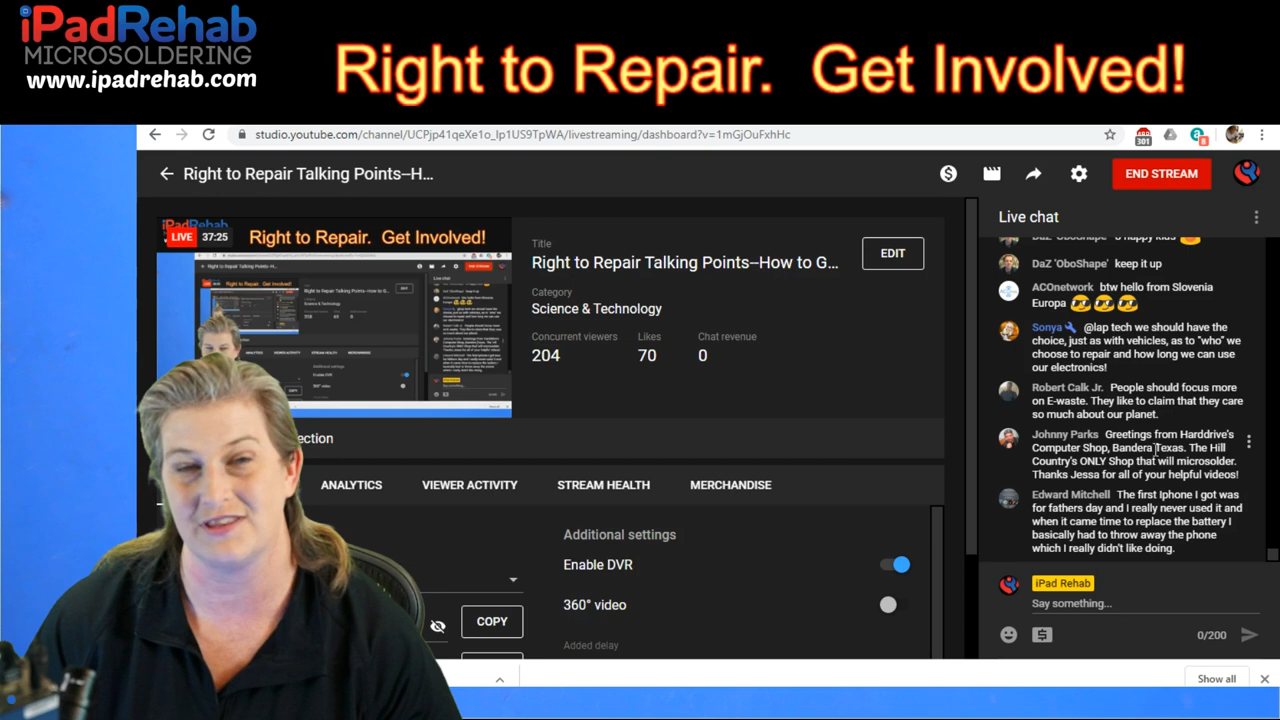 iPadRehab
MICROSOLDERING
www.ipadrehab.com
Right to Repair. Get Involved!
studio.youtube.com/channel/UCPjp41qeXe1o_lp1US9TpWA/livestreaming/dashboard?v=1mGjOuFxhHc
301
8
Right to Repair Talking Points—H...
END STREAM
iPadRehab
LIVE 37:25
Right to Repair. Get Involved!
Title
Right to Repair Talking Points—How to G...
EDIT
Category
Science & Technology
Concurrent viewers
204
Likes
70
Chat revenue
0
ection
ANALYTICS
VIEWER ACTIVITY
STREAM HEALTH
MERCHANDISE
Additional settings
Enable DVR
360° video
COPY
Added delay
Live chat
DaZ 'OboShape' keep it up
ACOnetwork btw hello from Slovenia
Europa 😎😎😎
Sonya @lap tech we should have the
choice, just as with vehicles, as to "who" we
choose to repair and how long we can use
our electronics!
Robert Calk Jr. People should focus more
on E-waste. They like to claim that they care
so much about our planet.
Johnny Parks Greetings from Harddrive's
Computer Shop, Bandera Texas. The Hill
Country's ONLY Shop that will microsolder.
Thanks Jessa for all of your helpful videos!
Edward Mitchell The first Iphone I got was
for fathers day and I really never used it and
when it came time to replace the battery I
basically had to throw away the phone
which I really didn't like doing.
iPad Rehab
Say something...
0/200
Show all